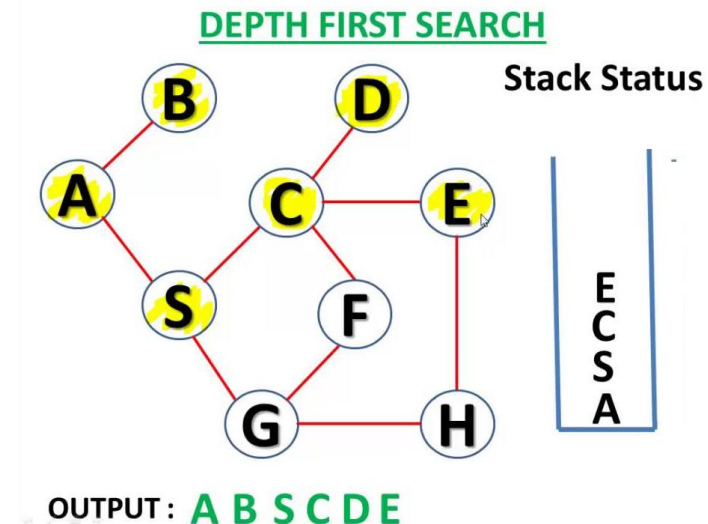 DEPTH FIRST SEARCH
Stack Status
B
D
A
C
E
S
F
G
H
E
C
S
A
OUTPUT : A B S C D E